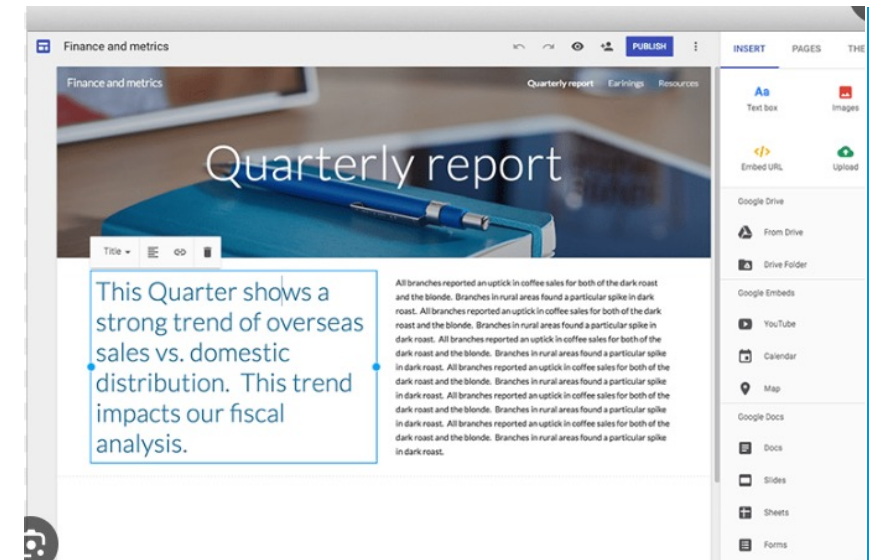 Finance and metrics
PUBLISH
INSERT PAGES THE
Finance and metrics
Quarterly report Earinings Resources
Quarterly report
Title
This Quarter shows a
strong trend of overseas
sales vs. domestic
distribution. This trend
impacts our fiscal
analysis.
All branches reported an uptick in coffee sales for both of the dark roast
and the blonde. Branches in rural areas found a particular spike in dark
roast. All branches reported an uptick in coffee sales for both of the dark
roast and the blonde. Branches in rural areas found a particular spike in
dark roast. All branches reported an uptick in coffee sales for both of the
dark roast and the blonde. Branches in rural areas found a particular spike
in dark roast. All branches reported an uptick in coffee sales for both of the
dark roast and the blonde. Branches in rural areas found a particular spike
in dark roast. All branches reported an uptick in coffee sales for both of the
dark roast and the blonde. Branches in rural areas found a particular spike
in dark roast. All branches reported an uptick in coffee sales for both of the
dark roast and the blonde. Branches in rural areas found a particular spike
in dark roast.
Aa
Text box Images
Embed URL Upload
Google Drive
From Drive
Drive Folder
Google Embeds
YouTube
Calendar
Map
Google Docs
Docs
Slides
Sheets
Forms